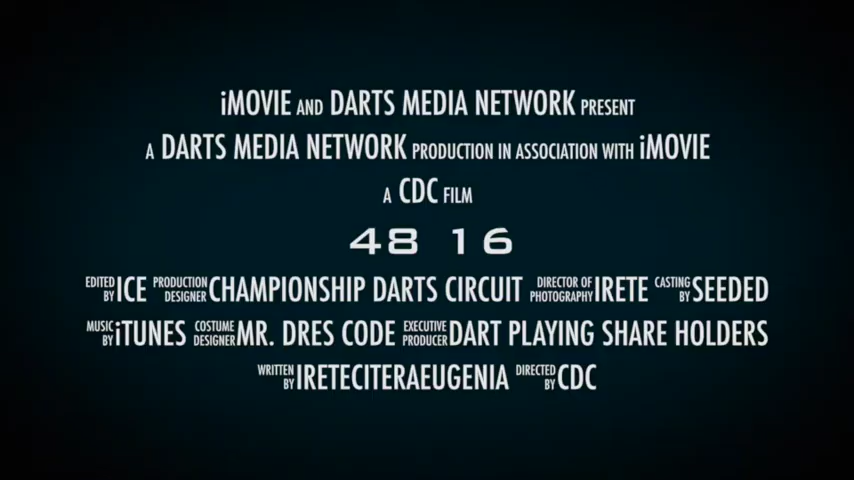 iMOVIE AND DARTS MEDIA NETWORK PRESENT
A DARTS MEDIA NETWORK PRODUCTION IN ASSOCIATION WITH iMOVIE
A CDC FILM
48 16
EDITED BY ICE PRODUCTION DESIGNER CHAMPIONSHIP DARTS CIRCUIT DIRECTOR OF PHOTOGRAPHY IRETE CASTING BY SEEDED
MUSIC BY iTUNES COSTUME DESIGNER MR. DRES CODE EXECUTIVE PRODUCER DART PLAYING SHARE HOLDERS
WRITTEN BY IRETECITERAEUGENIA DIRECTED BY CDC